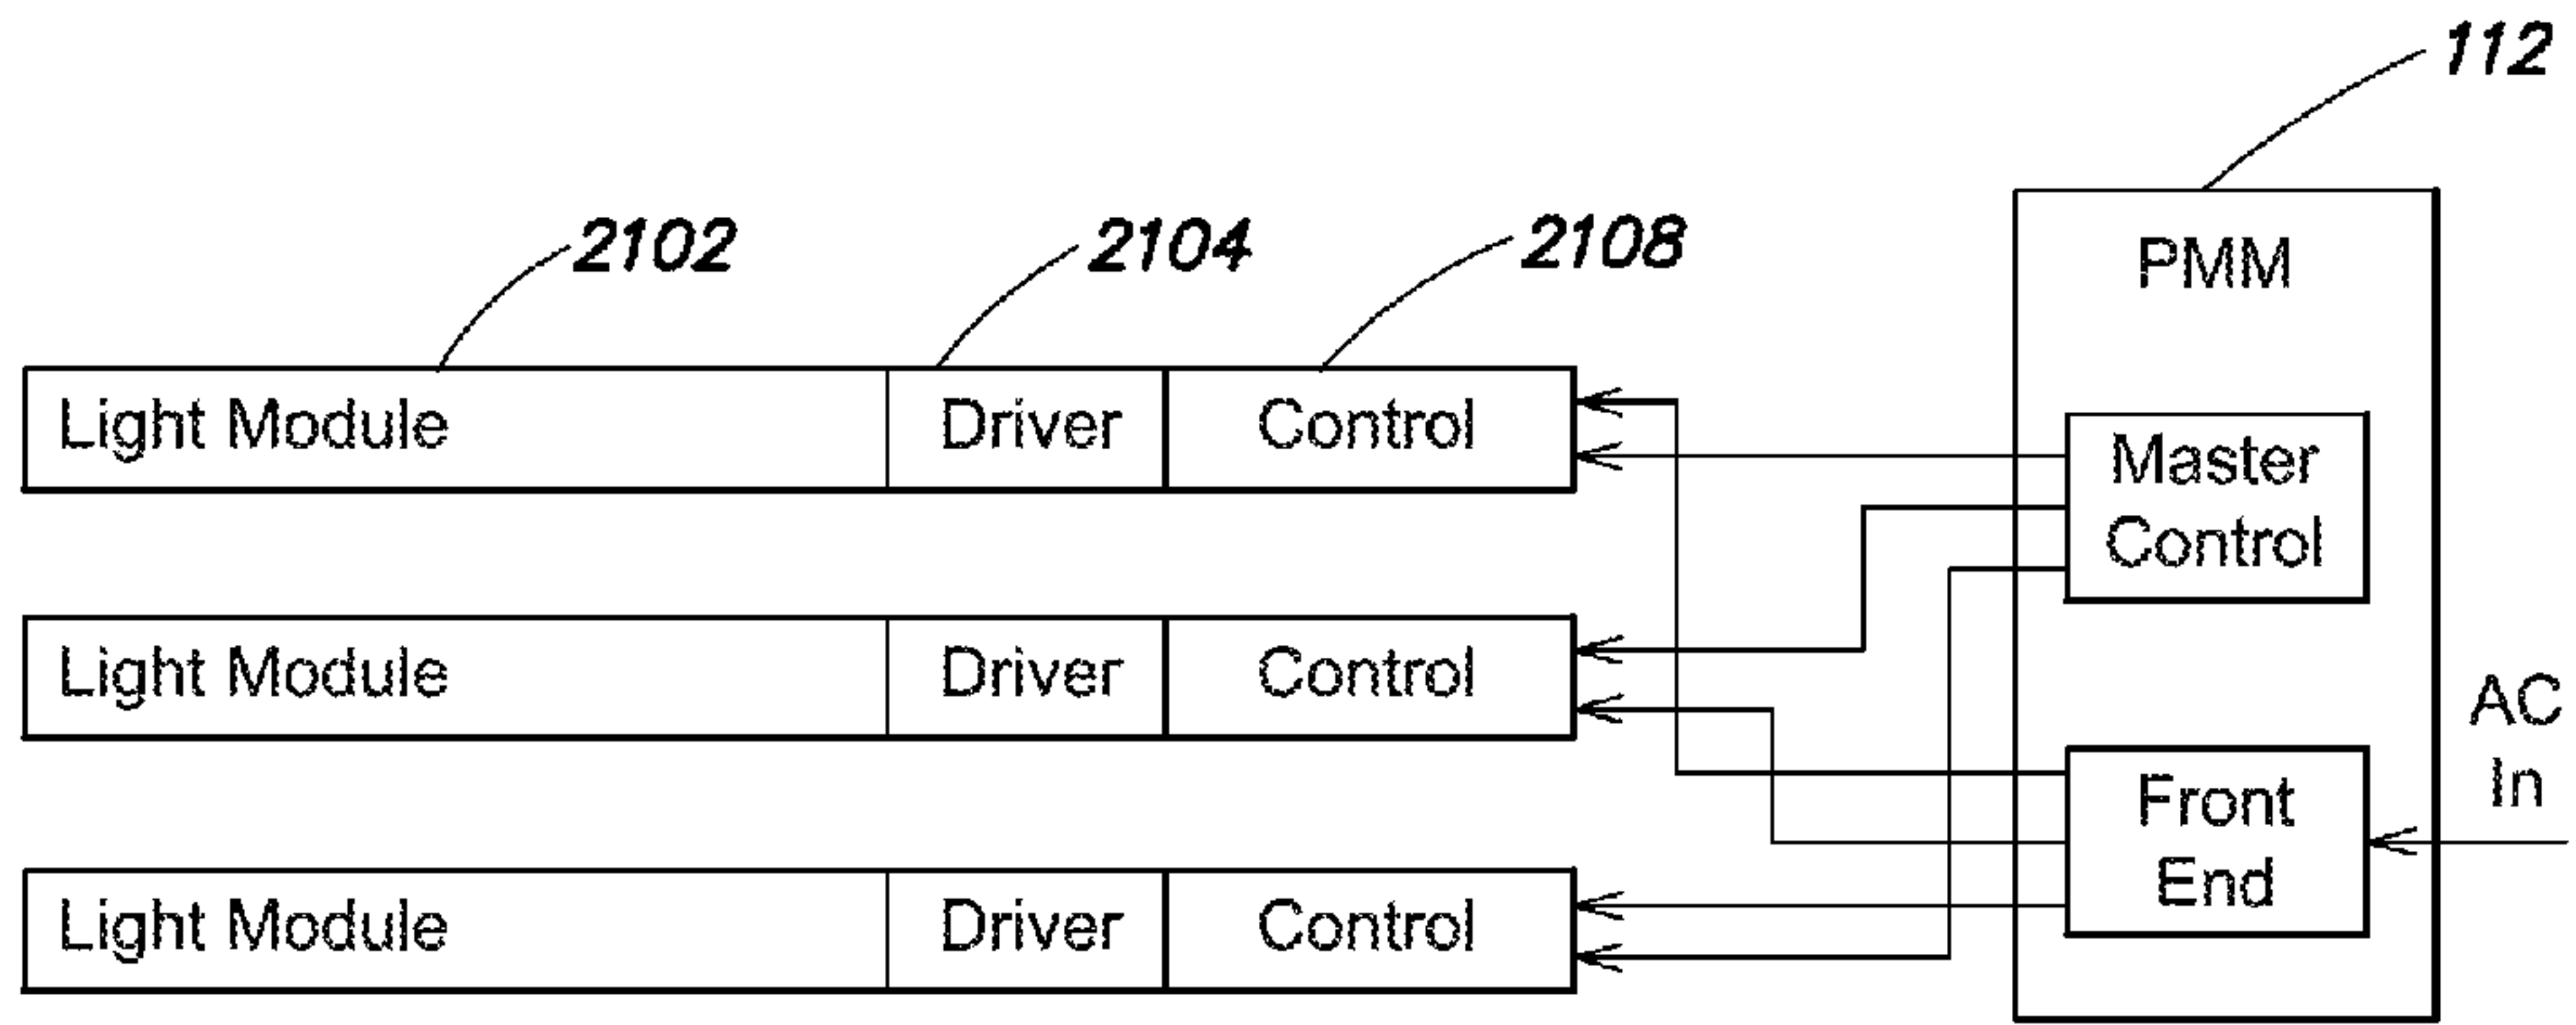 112
2102
2104
2108
PMM
Light Module
Driver
Control
Master
Control
Light Module
Driver
Control
AC
In
Front
End
Light Module
Driver
Control